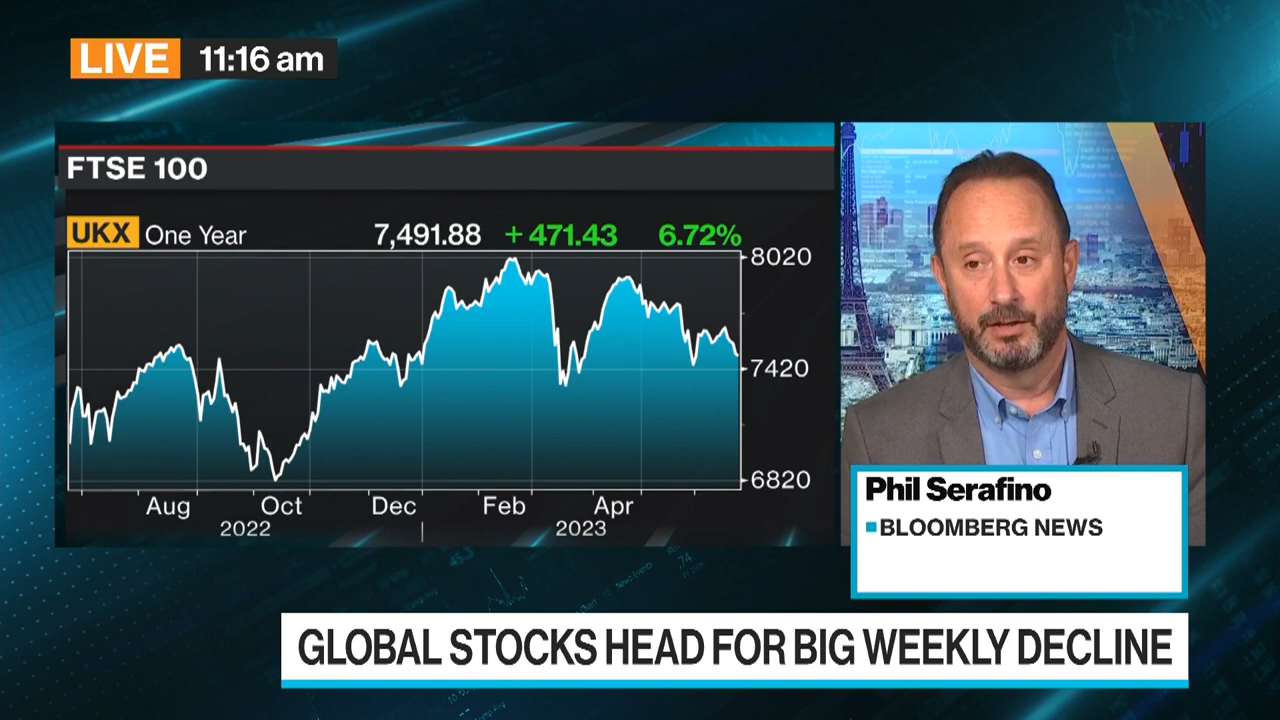 LIVE 11:16 am
FTSE 100
UKX One Year 7,491.88 + 471.43 6.72%
8020
7420
6820
Aug Oct Dec Feb Apr
2022 2023
Phil Serafino
BLOOMBERG NEWS
GLOBAL STOCKS HEAD FOR BIG WEEKLY DECLINE